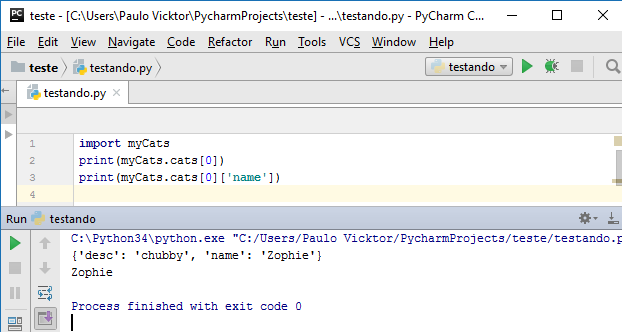 teste - [C:\Users\Paulo Vicktor\PycharmProjects\teste] - ...\testando.py - PyCharm C...
File Edit View Navigate Code Refactor Run Tools VCS Window Help
teste testando.py testando
testando.py
1 import myCats
2 print(myCats.cats[0])
3 print(myCats.cats[0]['name'])
4
Run testando
C:\Python34\python.exe "C:/Users/Paulo Vicktor/PycharmProjects/teste/testando.p
{'desc': 'chubby', 'name': 'Zophie'}
Zophie
Process finished with exit code 0